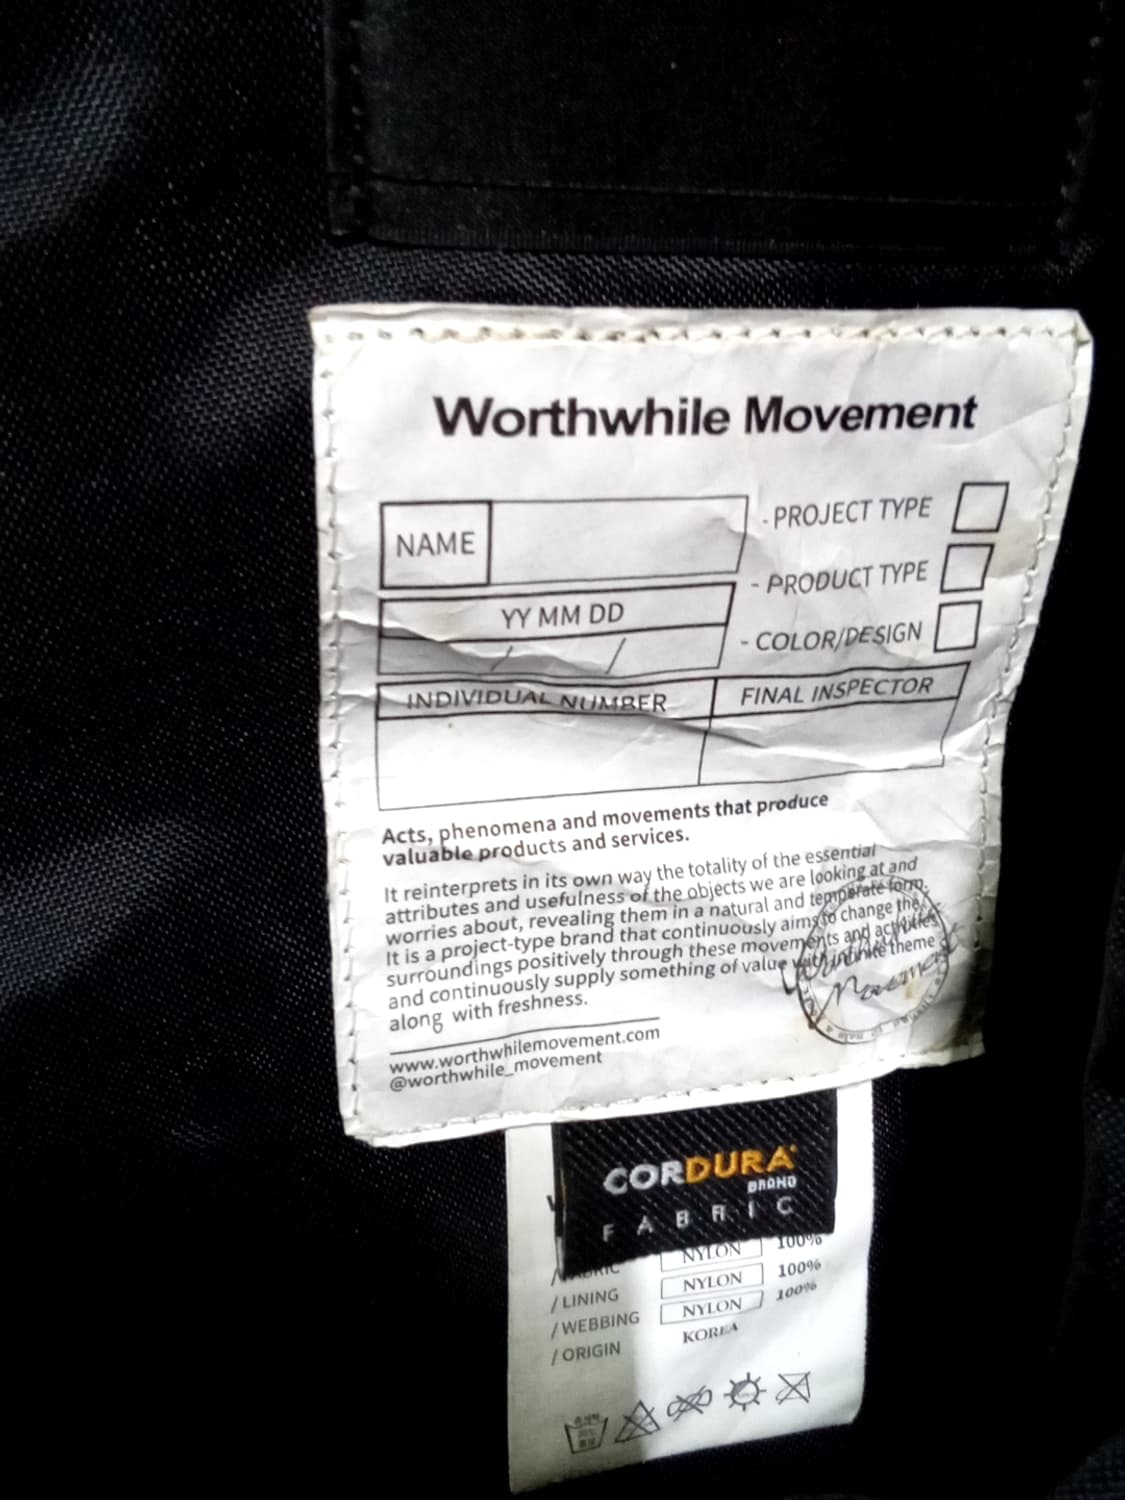 Worthwhile Movement
NAME
- PROJECT TYPE
- PRODUCT TYPE
- COLOR/DESIGN
YY MM DD
/ /
INDIVIDUAL NUMBER
FINAL INSPECTOR
Acts, phenomena and movements that produce
valuable products and services.
It reinterprets in its own way the totality of the essential
attributes and usefulness of the objects we are looking at and
worries about, revealing them in a natural and temperate form.
It is a project-type brand that continuously aims to change the
surroundings positively through these movements and activities
and continuously supply something of value with infinite theme
along with freshness.
www.worthwhilemovement.com
@worthwhile_movement
CORDURA
BRAND
FABRIC
NYLON 100%
/ LINING NYLON 100%
/ WEBBING NYLON 100%
/ ORIGIN KOREA